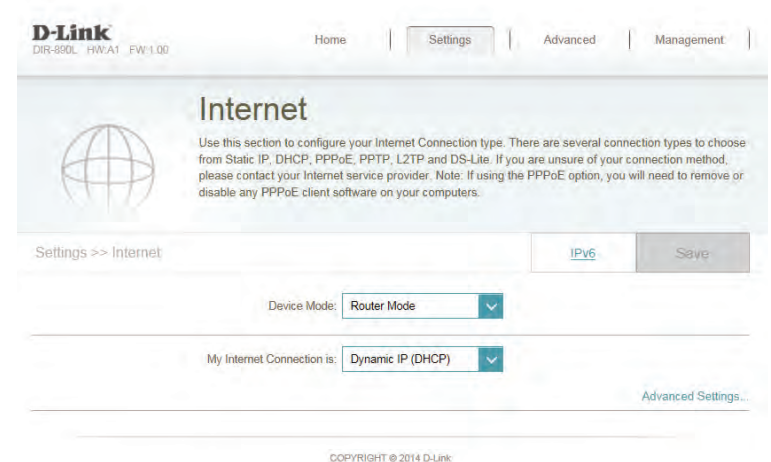 D-Link
DIR-890L HW:A1 FW:1.00
Home | Settings | Advanced | Management |
Internet
Use this section to configure your Internet Connection type. There are several connection types to choose
from Static IP, DHCP, PPPoE, PPTP, L2TP and DS-Lite. If you are unsure of your connection method,
please contact your Internet service provider. Note: If using the PPPoE option, you will need to remove or
disable any PPPoE client software on your computers.
Settings >> Internet IPv6 Save
Device Mode: Router Mode
My Internet Connection is: Dynamic IP (DHCP)
Advanced Settings...
COPYRIGHT © 2014 D-Link